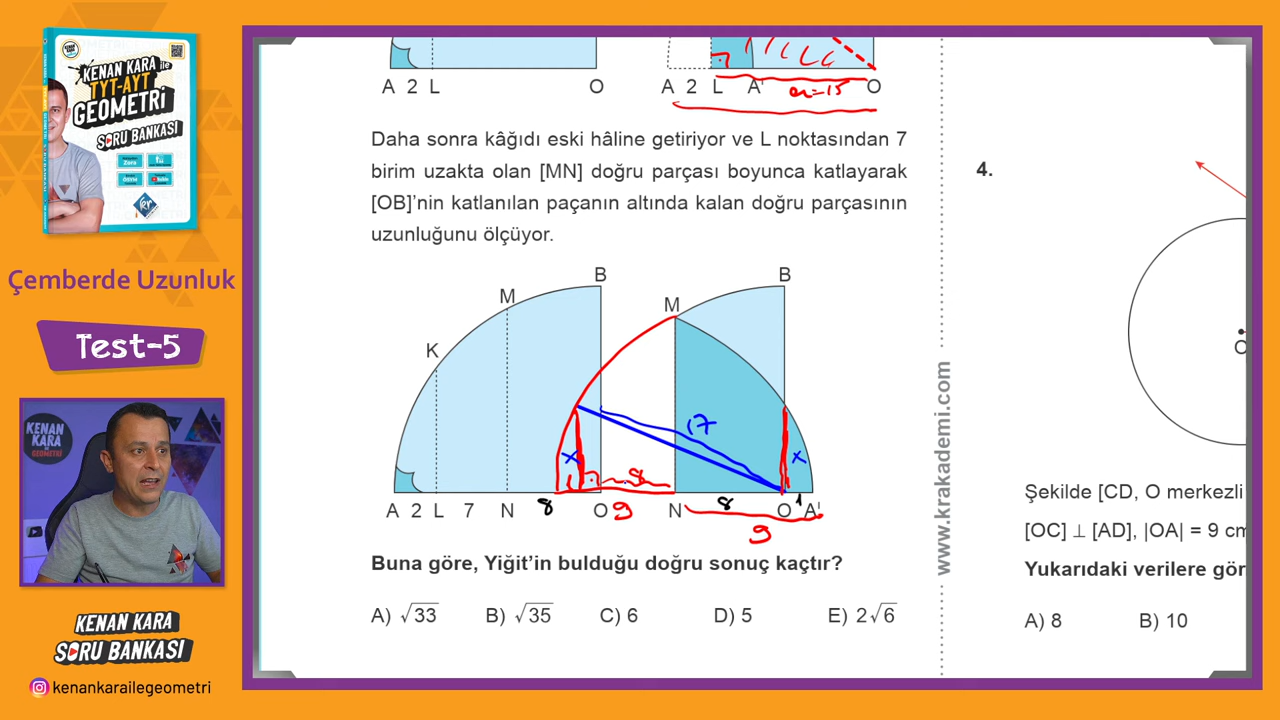 KENAN KARA ile
TYT-AYT
GEOMETRİ
SORU BANKASI
Çemberde Uzunluk
Test-5
KENAN
KARA
GEOMETRİ
KENAN KARA
SORU BANKASI
kenankarailegeometri
A 2 L O
A 2 L A' O
r=15
Daha sonra kâğıdı eski hâline getiriyor ve L noktasından 7
birim uzakta olan [MN] doğru parçası boyunca katlayarak
[OB]'nin katlanılan paçanın altında kalan doğru parçasının
uzunluğunu ölçüyor.
B
M
K
A 2 L 7 N 8 O
B
M
17
x
8
x
9 N 8 O 1 A'
9
Buna göre, Yiğit'in bulduğu doğru sonuç kaçtır?
A) √33 B) √35 C) 6 D) 5 E) 2√6
www.krakademi.com
4.
O
Şekilde [CD, O merkezli
[OC] ⊥ [AD], |OA| = 9 cm
Yukarıdaki verilere gör
A) 8 B) 10